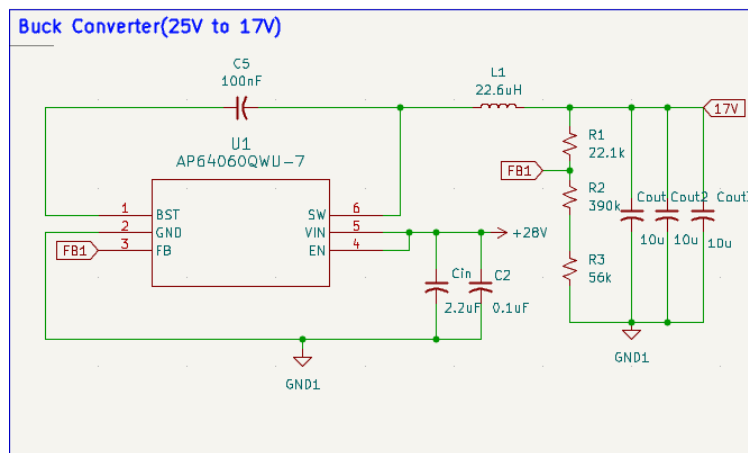 Buck Converter(25V to 17V)
C5
100nF
L1
22.6uH
17V
U1
AP64060QWU-7
R1
22.1k
FB1
R2
390k
Cout
Cout2
10u
10u
10u
1
BST
SW
6
2
GND
VIN
5
+28V
FB1
3
FB
EN
4
Cin
2.2uF
C2
0.1uF
R3
56k
GND1
GND1